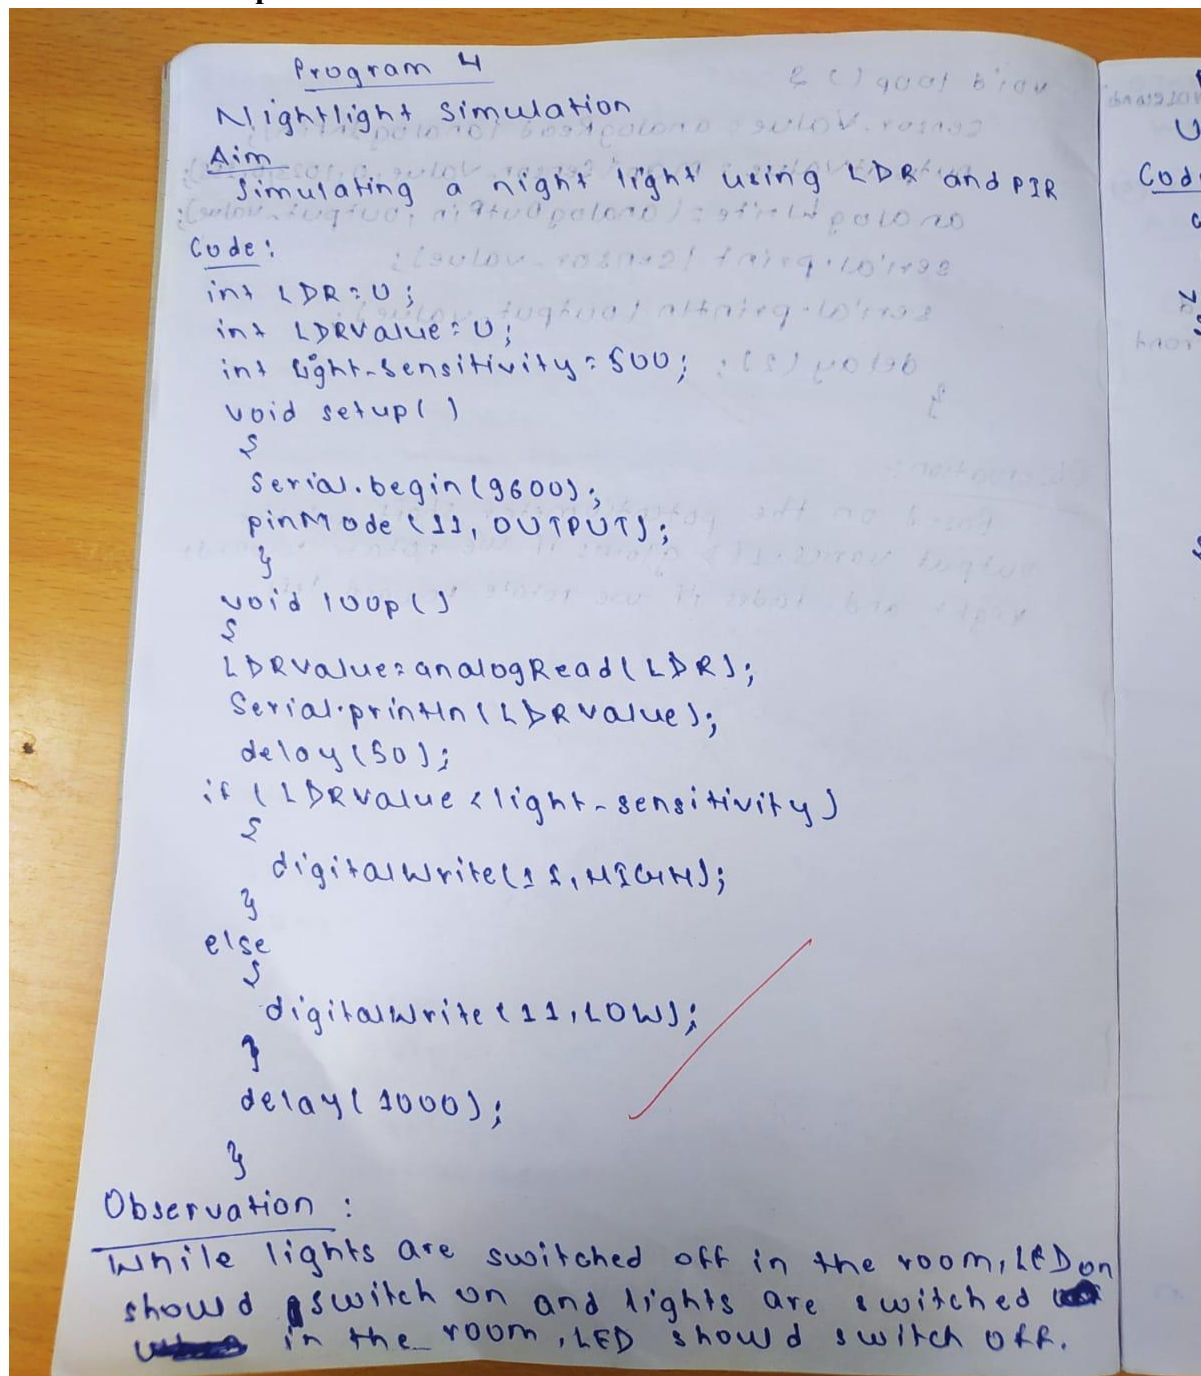 Program 4
Nightlight simulation
Aim
Simulating a night light using LDR and PIR
Code:
int LDR=0;
int LDRValue=0;
int light-sensitivity=500;
void setup()
{
Serial.begin(9600);
pinMode(11, OUTPUT);
}
void loop()
{
LDRValue=analogRead(LDR);
Serial.println(LDRValue);
delay(50);
if (LDRValue<light-sensitivity)
{
digitalWrite(11, HIGH);
}
else
{
digitalWrite(11, LOW);
}
delay(1000);
}
Observation :
While lights are switched off in the room, LED
should switch on and lights are switched on
in the room, LED should switch off.
Code